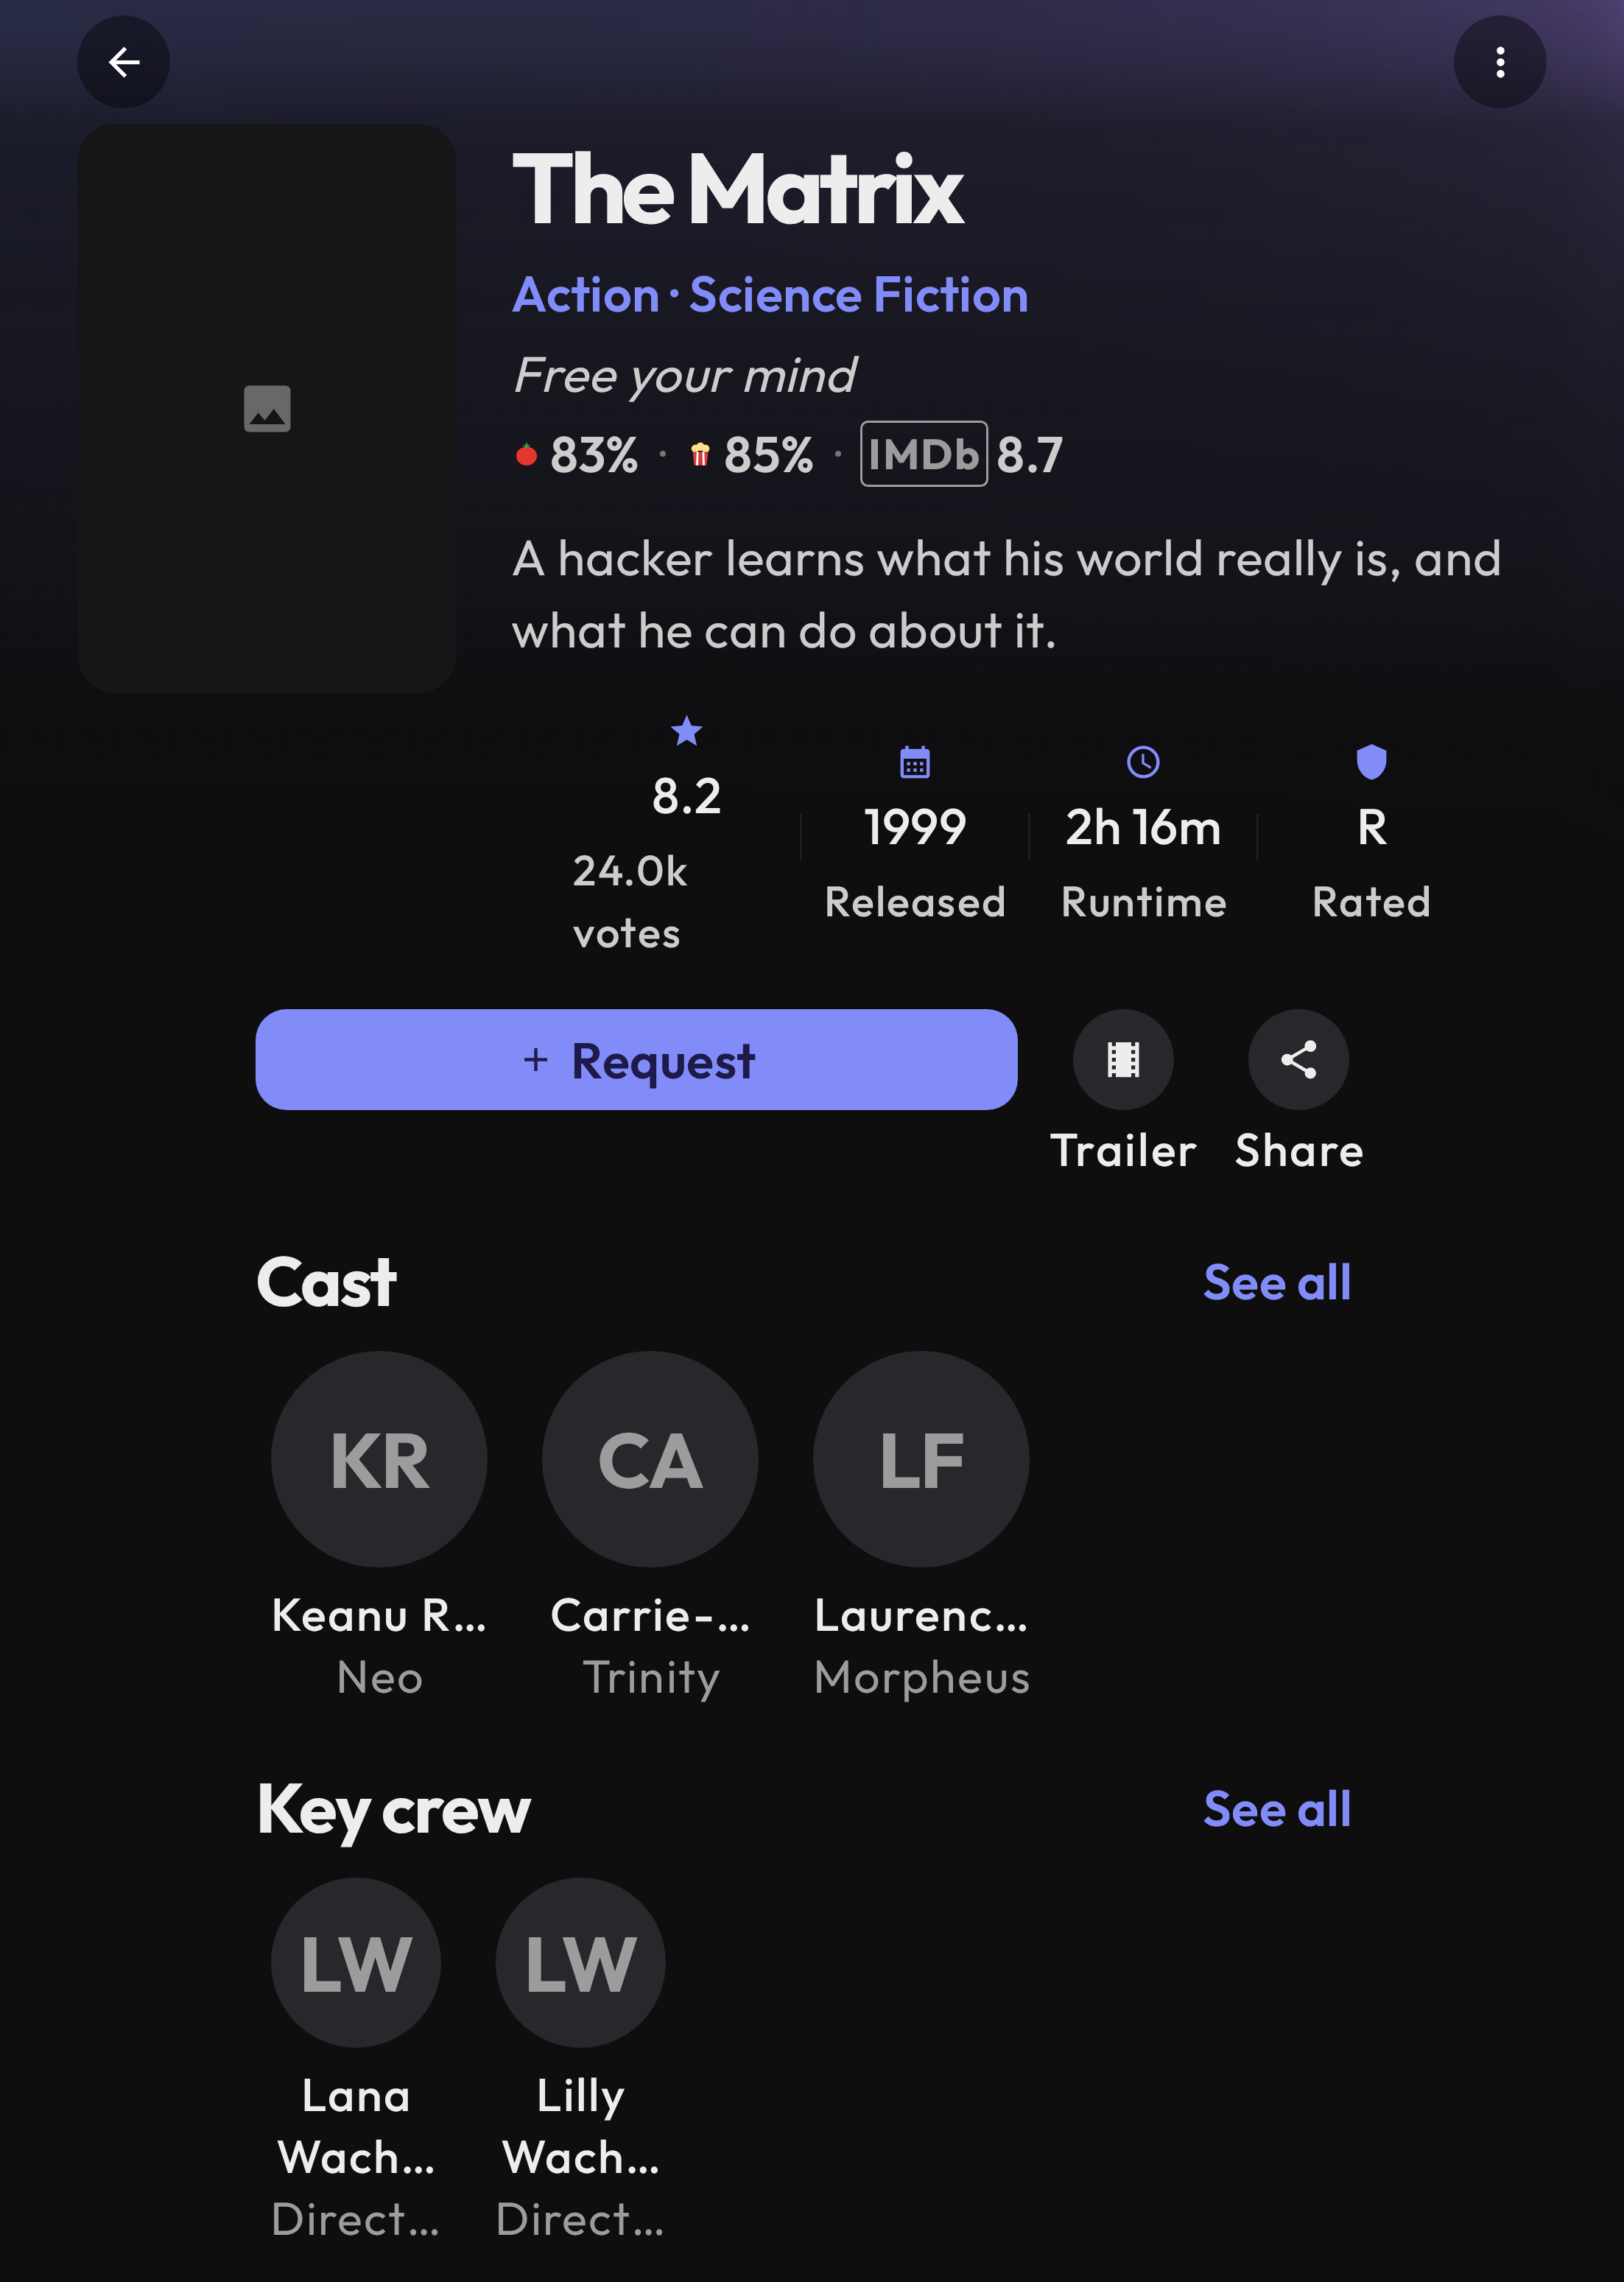 The Matrix
Action · Science Fiction
Free your mind
83% · 85% · IMDb 8.7
A hacker learns what his world really is, and
what he can do about it.
8.2
24.0k
votes
1999
Released
2h 16m
Runtime
R
Rated
+ Request
Trailer
Share
Cast
See all
KR
CA
LF
Keanu R...
Neo
Carrie-...
Trinity
Laurenc...
Morpheus
Key crew
See all
LW
LW
Lana
Wach...
Direct...
Lilly
Wach...
Direct...